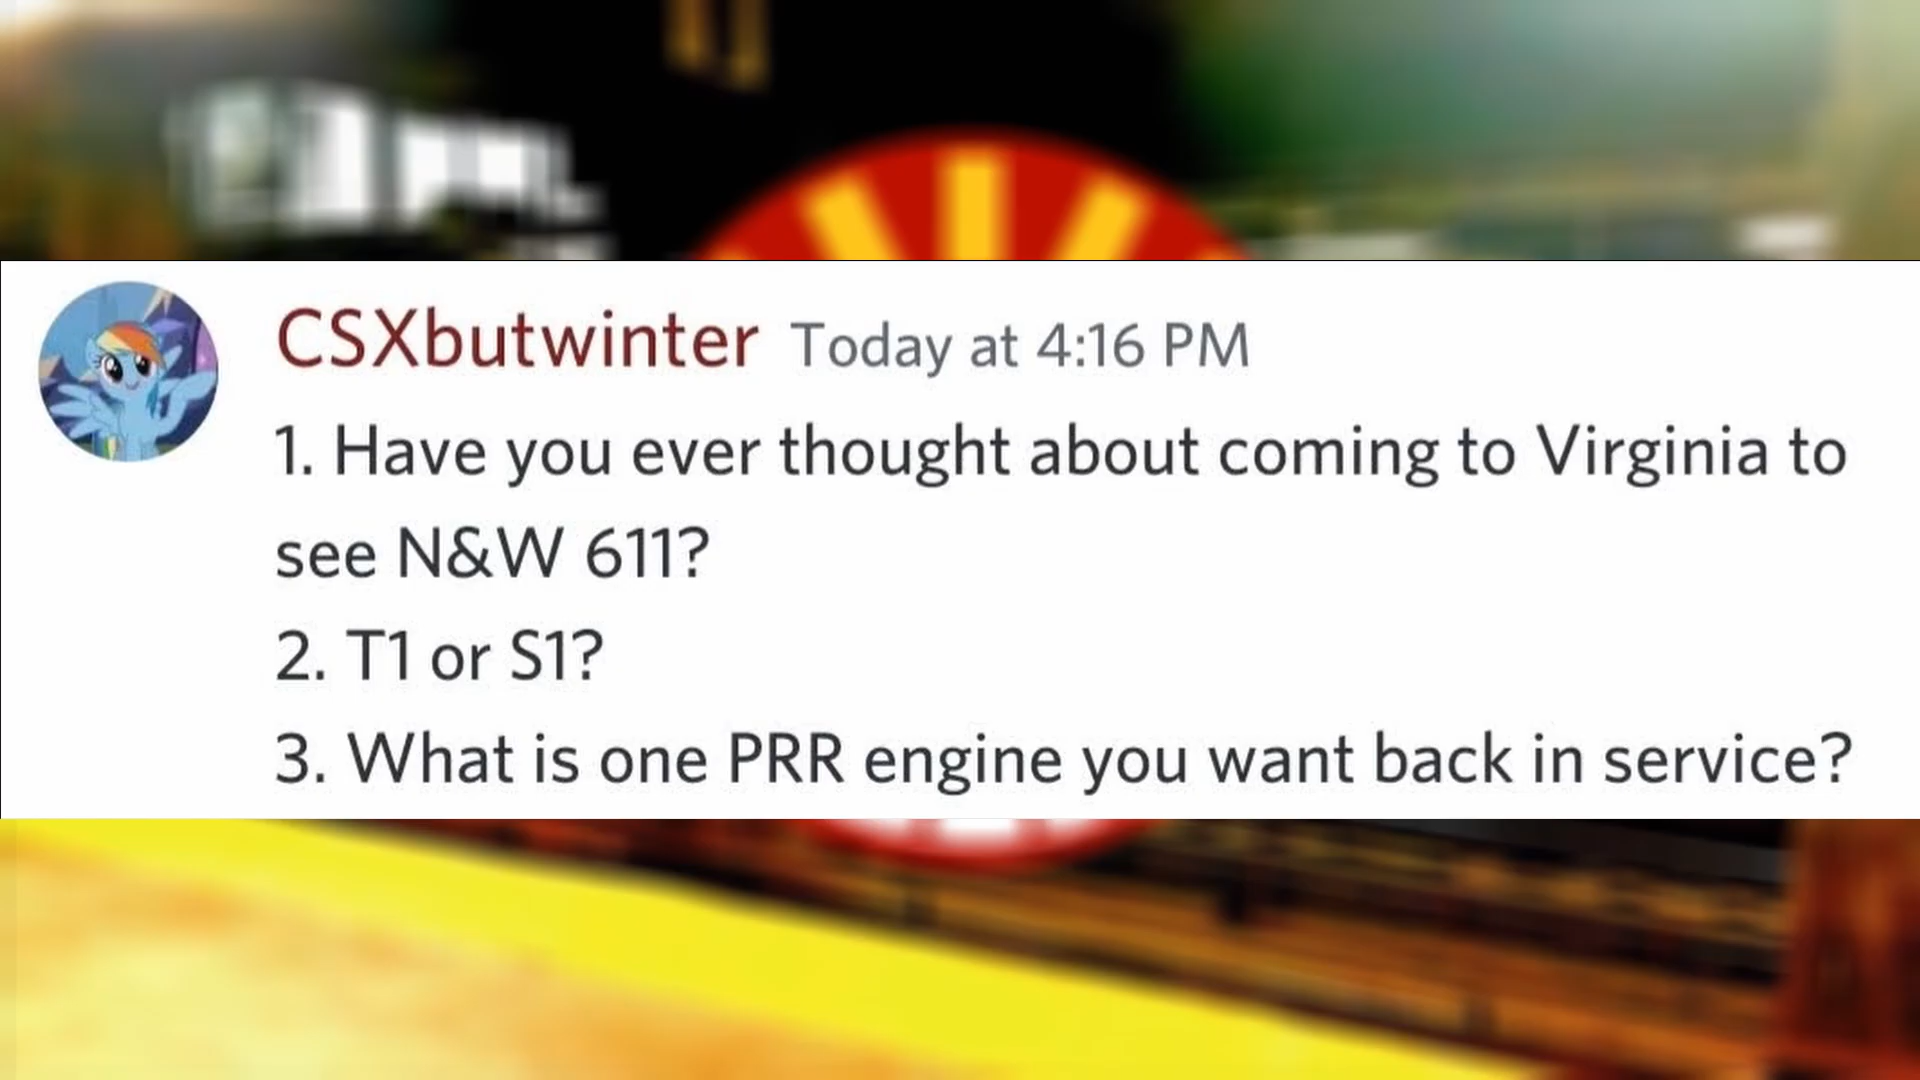 CSXbutwinter Today at 4:16 PM
1. Have you ever thought about coming to Virginia to
see N&W 611?
2. T1 or S1?
3. What is one PRR engine you want back in service?